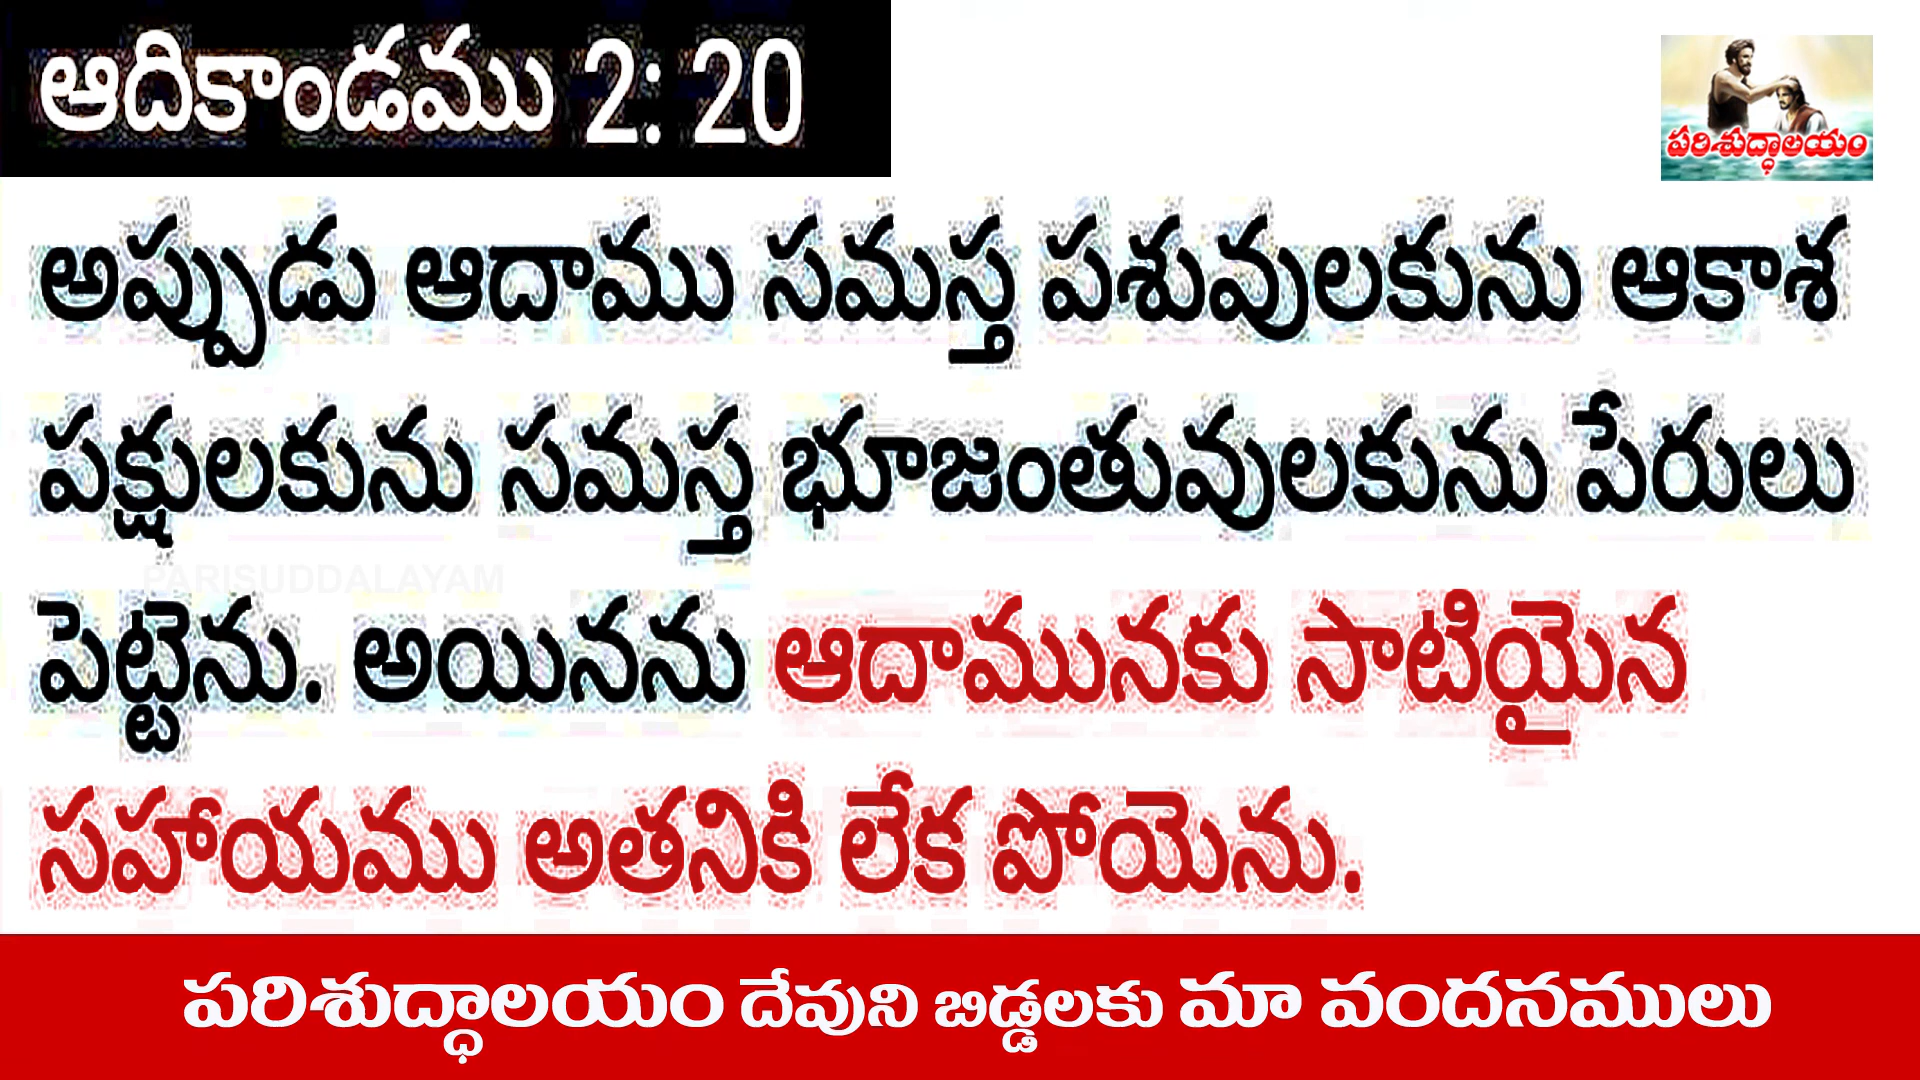 ఆదికాండము 2: 20
పరిశుద్ధాలయం
అప్పుడు ఆదాము సమస్త పశువులకును ఆకాశ
పక్షులకును సమస్త భూజంతువులకును పేరులు
PARISUDDALAYAM
పెట్టెను. అయినను ఆదామునకు సాటియైన
సహాయము అతనికి లేక పోయెను.
పరిశుద్ధాలయం దేవుని బిడ్డలకు మా వందనములు